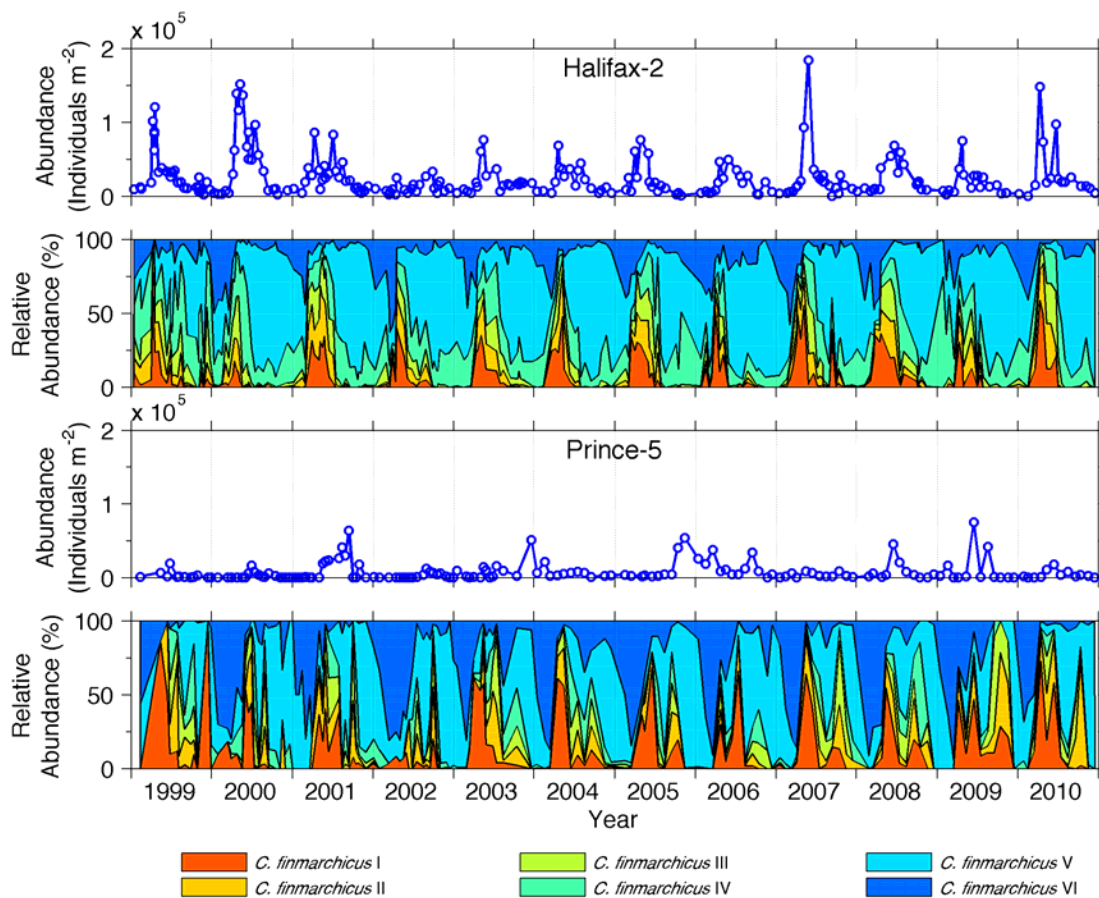 x 10^5
2
1
0
Abundance
(Individuals m^-2)
Halifax-2
100
50
0
Relative
Abundance (%)
x 10^5
2
1
0
Abundance
(Individuals m^-2)
Prince-5
100
50
0
Relative
Abundance (%)
1999 2000 2001 2002 2003 2004 2005 2006 2007 2008 2009 2010
Year
C. finmarchicus I
C. finmarchicus III
C. finmarchicus V
C. finmarchicus II
C. finmarchicus IV
C. finmarchicus VI